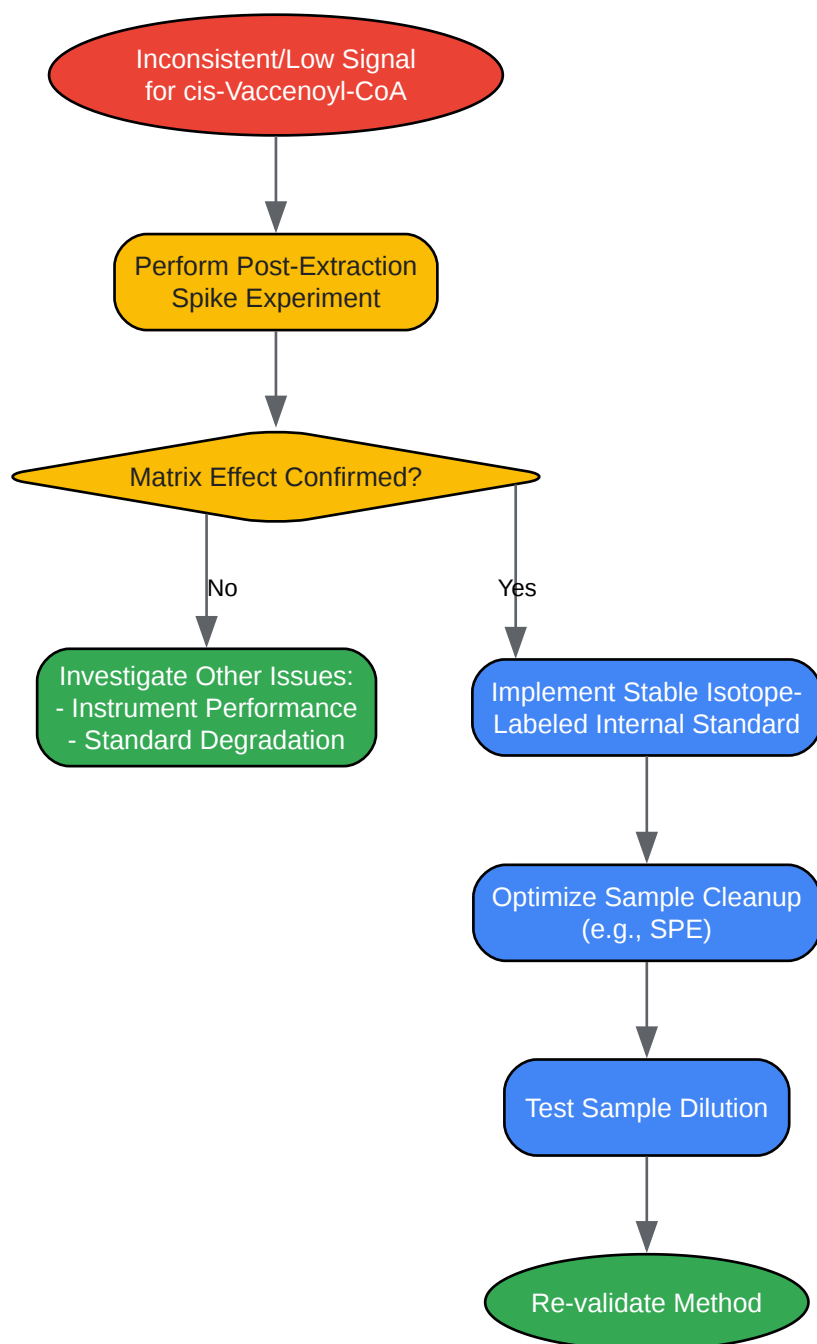 Inconsistent/Low Signal
for cis-Vaccenoyl-CoA
Perform Post-Extraction
Spike Experiment
Matrix Effect Confirmed?
No
Yes
Investigate Other Issues:
- Instrument Performance
- Standard Degradation
Implement Stable Isotope-
Labeled Internal Standard
Optimize Sample Cleanup
(e.g., SPE)
Test Sample Dilution
Re-validate Method